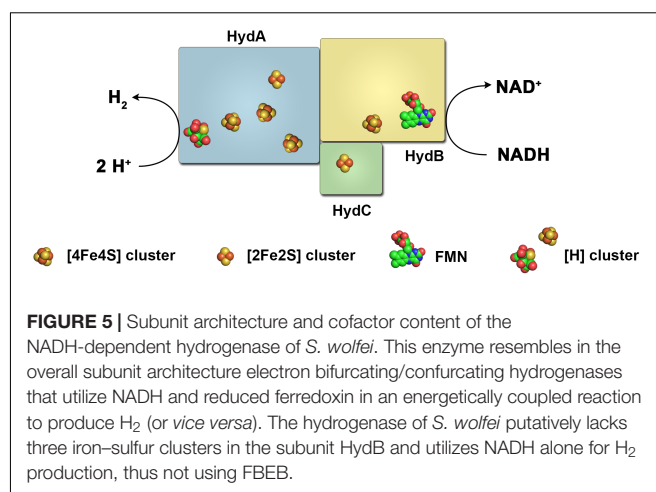 HydA
H₂
NAD⁺
2 H⁺
HydB
NADH
HydC
[4Fe4S] cluster
[2Fe2S] cluster
FMN
[H] cluster
FIGURE 5 | Subunit architecture and cofactor content of the
NADH-dependent hydrogenase of S. wolfei. This enzyme resembles in the
overall subunit architecture electron bifurcating/confurcating hydrogenases
that utilize NADH and reduced ferredoxin in an energetically coupled reaction
to produce H₂ (or vice versa). The hydrogenase of S. wolfei putatively lacks
three iron–sulfur clusters in the subunit HydB and utilizes NADH alone for H₂
production, thus not using FBEB.